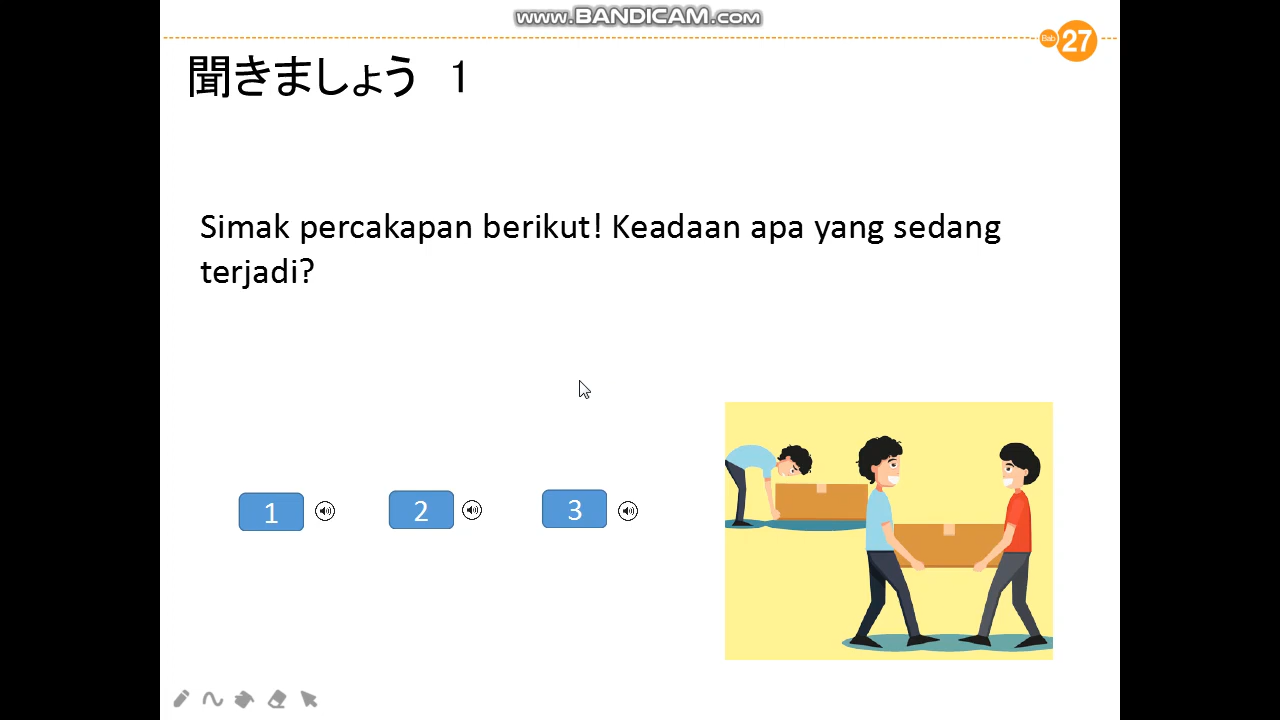 www.BANDICAM.com
Bab 27
聞きましょう 1
Simak percakapan berikut! Keadaan apa yang sedang
terjadi?
1 2 3